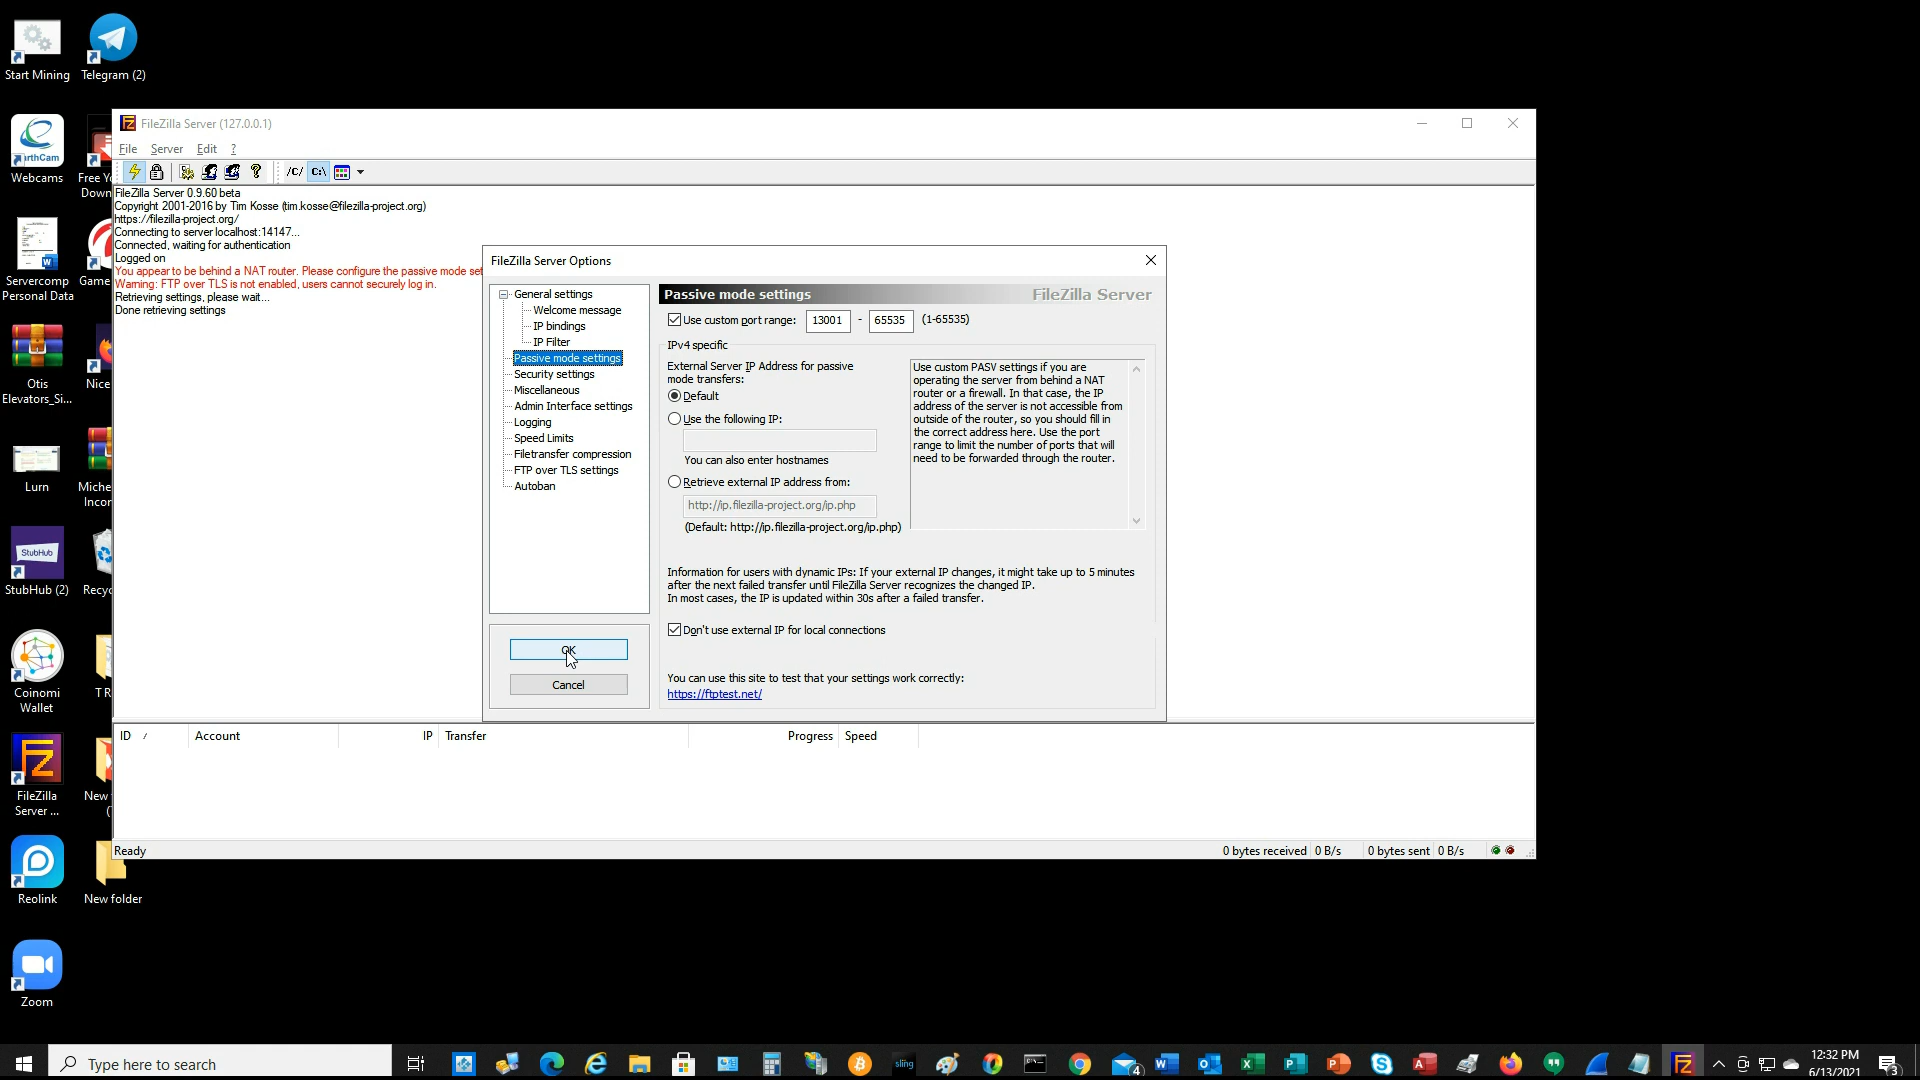 Start Mining
Telegram (2)
EarthCam
Webcams
Free Yo
Down
Servercomp
Personal Data
Game
Otis
Elevators_Si...
Nice
Lurn
Miche
Incor
StubHub
StubHub (2)
Recyc
Coinomi
Wallet
T R
FileZilla
Server ...
New
Reolink
New folder
Zoom
FileZilla Server (127.0.0.1)
File Server Edit ?
/C/ C:\
FileZilla Server 0.9.60 beta
Copyright 2001-2016 by Tim Kosse (tim.kosse@filezilla-project.org)
https://filezilla-project.org/
Connecting to server localhost:14147...
Connected, waiting for authentication
Logged on
You appear to be behind a NAT router. Please configure the passive mode set
Warning: FTP over TLS is not enabled, users cannot securely log in.
Retrieving settings, please wait...
Done retrieving settings
FileZilla Server Options
General settings
Welcome message
IP bindings
IP Filter
Passive mode settings
Security settings
Miscellaneous
Admin Interface settings
Logging
Speed Limits
Filetransfer compression
FTP over TLS settings
Autoban
OK
Cancel
Passive mode settings FileZilla Server
Use custom port range: 13001 - 65535 (1-65535)
IPv4 specific
External Server IP Address for passive
mode transfers:
Default
Use the following IP:
You can also enter hostnames
Retrieve external IP address from:
http://ip.filezilla-project.org/ip.php
(Default: http://ip.filezilla-project.org/ip.php)
Use custom PASV settings if you are
operating the server from behind a NAT
router or a firewall. In that case, the IP
address of the server is not accessible from
outside of the router, so you should fill in
the correct address here. Use the port
range to limit the number of ports that will
need to be forwarded through the router.
Information for users with dynamic IPs: If your external IP changes, it might take up to 5 minutes
after the next failed transfer until FileZilla Server recognizes the changed IP.
In most cases, the IP is updated within 30s after a failed transfer.
Don't use external IP for local connections
You can use this site to test that your settings work correctly:
https://ftptest.net/
ID / Account IP Transfer Progress Speed
Ready 0 bytes received 0 B/s 0 bytes sent 0 B/s
Type here to search
sling
4
12:32 PM
6/13/2021
3